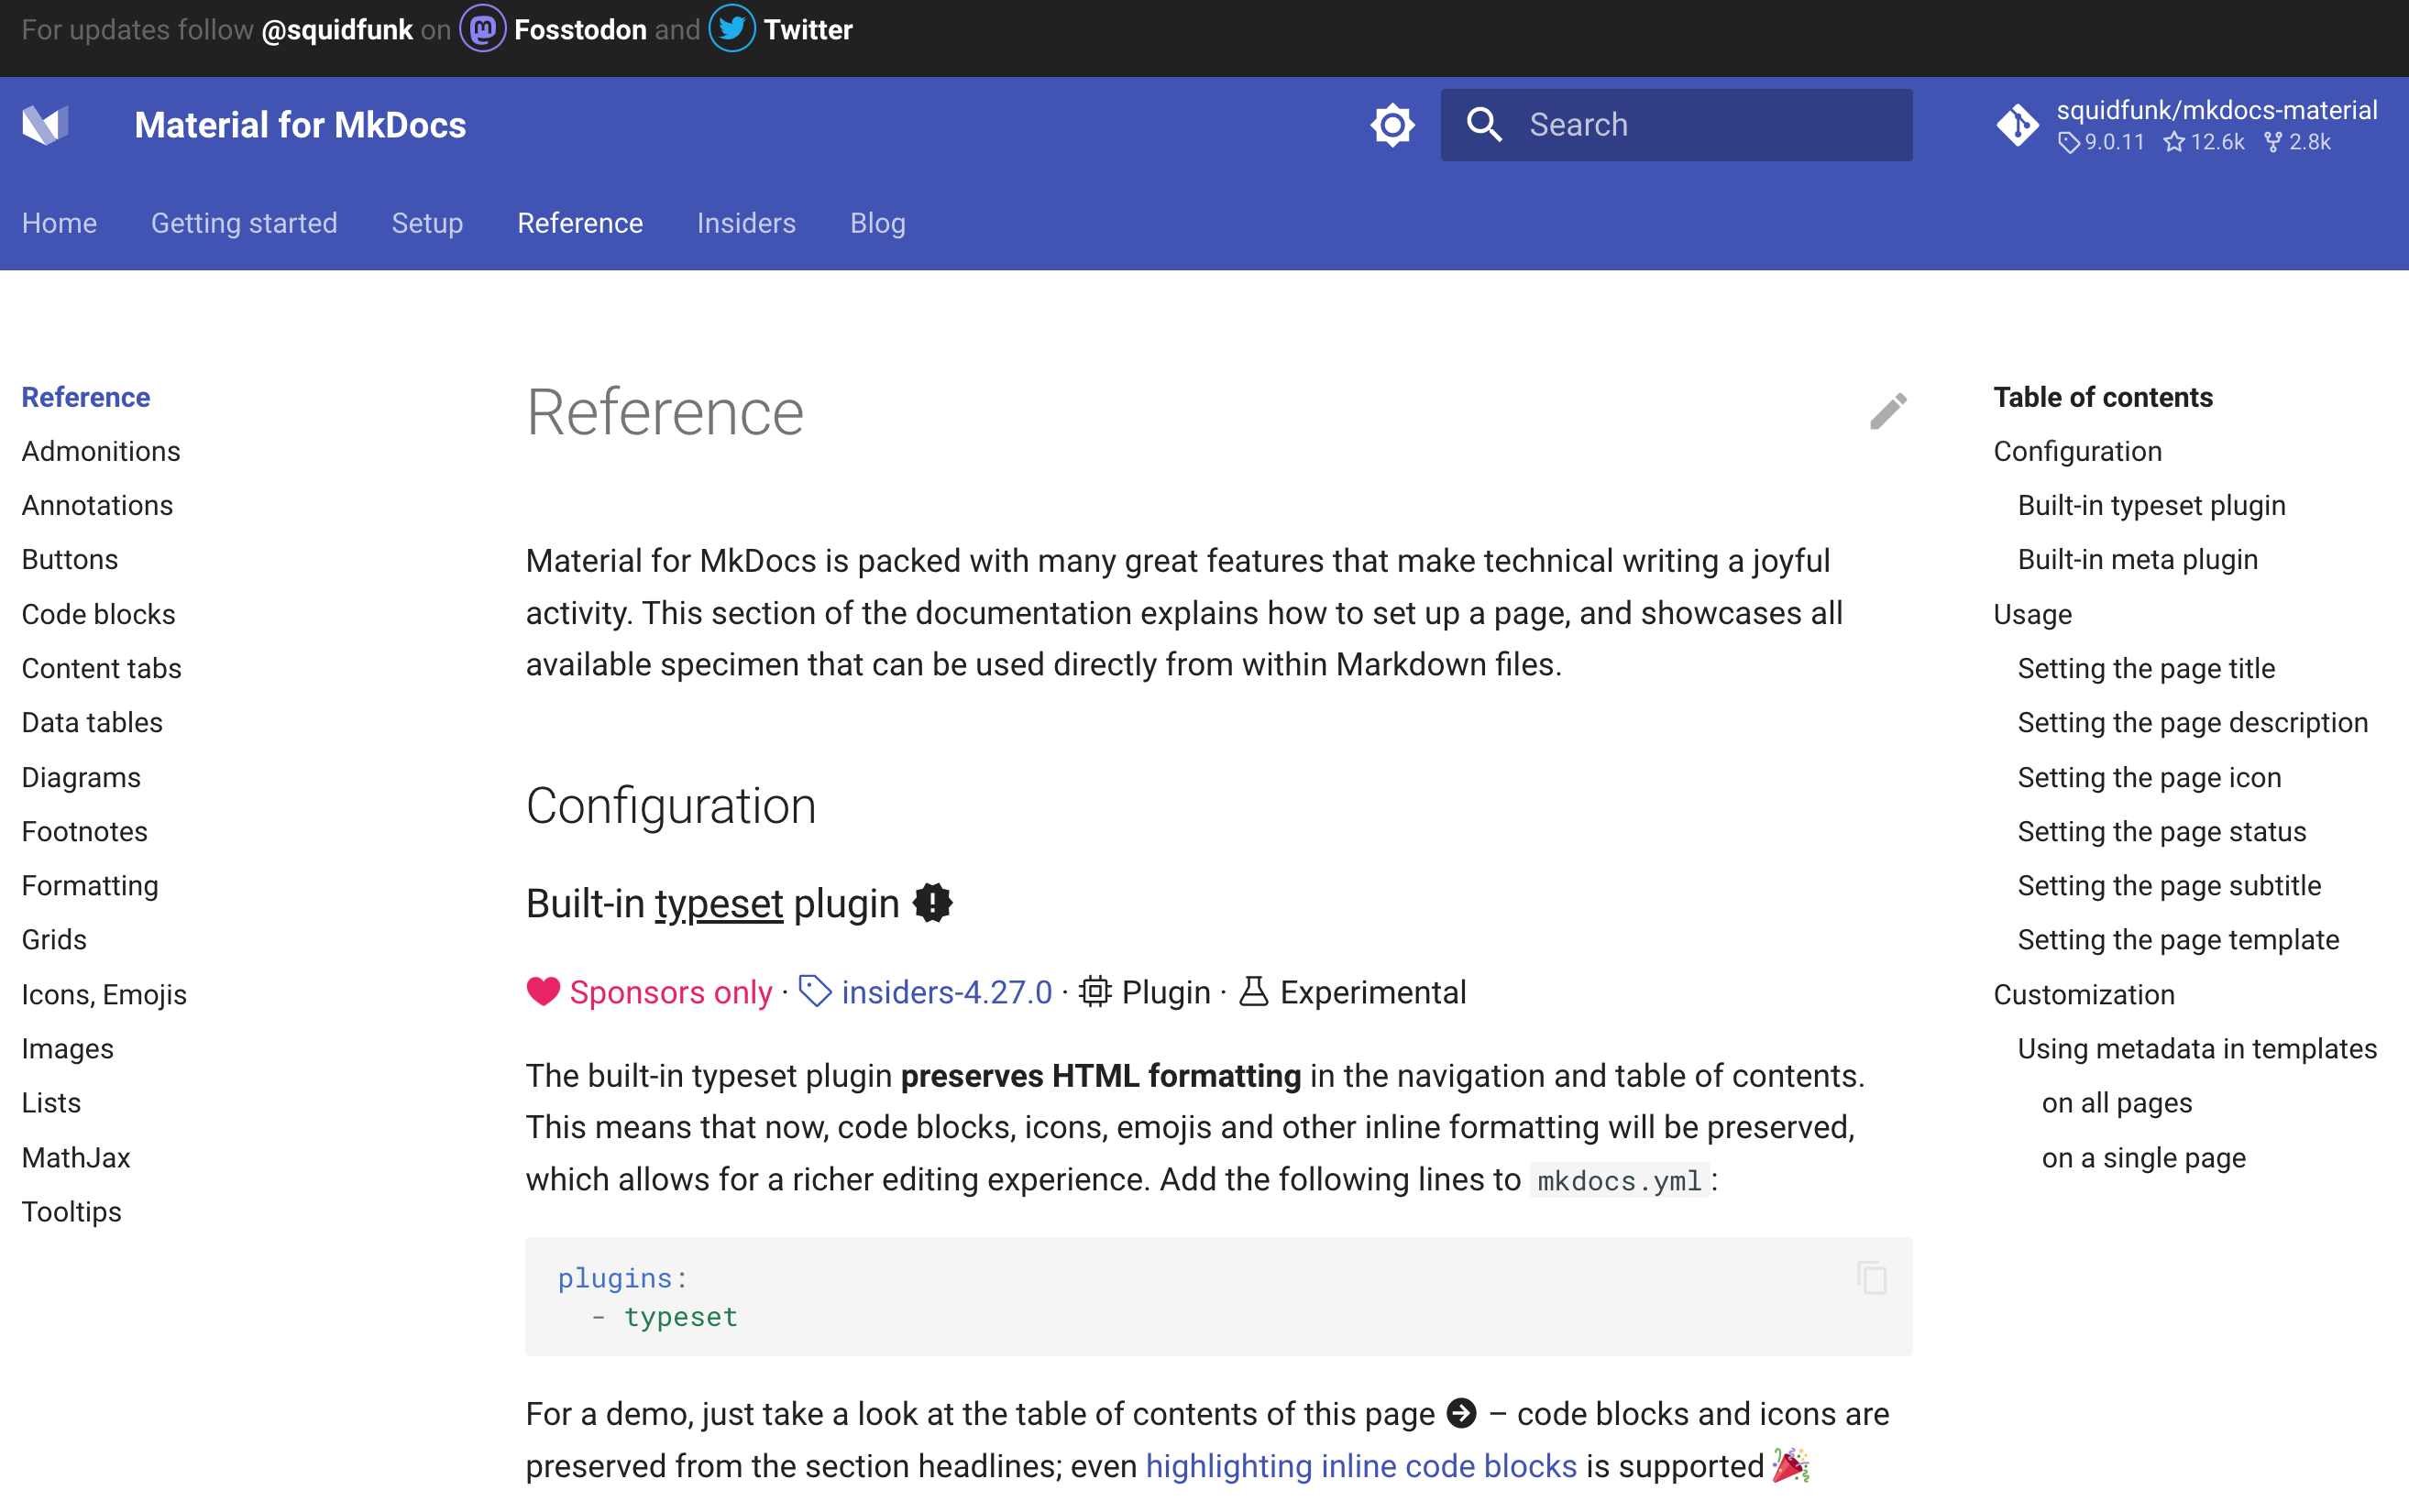 For updates follow @squidfunk on Fosstodon and Twitter
Material for MkDocs
Search
squidfunk/mkdocs-material
9.0.11 12.6k 2.8k
Home Getting started Setup Reference Insiders Blog
Reference
Admonitions
Annotations
Buttons
Code blocks
Content tabs
Data tables
Diagrams
Footnotes
Formatting
Grids
Icons, Emojis
Images
Lists
MathJax
Tooltips
Reference
Material for MkDocs is packed with many great features that make technical writing a joyful
activity. This section of the documentation explains how to set up a page, and showcases all
available specimen that can be used directly from within Markdown files.
Configuration
Built-in typeset plugin
Sponsors only · insiders-4.27.0 · Plugin · Experimental
The built-in typeset plugin preserves HTML formatting in the navigation and table of contents.
This means that now, code blocks, icons, emojis and other inline formatting will be preserved,
which allows for a richer editing experience. Add the following lines to mkdocs.yml:
plugins:
- typeset
For a demo, just take a look at the table of contents of this page – code blocks and icons are
preserved from the section headlines; even highlighting inline code blocks is supported
Table of contents
Configuration
Built-in typeset plugin
Built-in meta plugin
Usage
Setting the page title
Setting the page description
Setting the page icon
Setting the page status
Setting the page subtitle
Setting the page template
Customization
Using metadata in templates
on all pages
on a single page